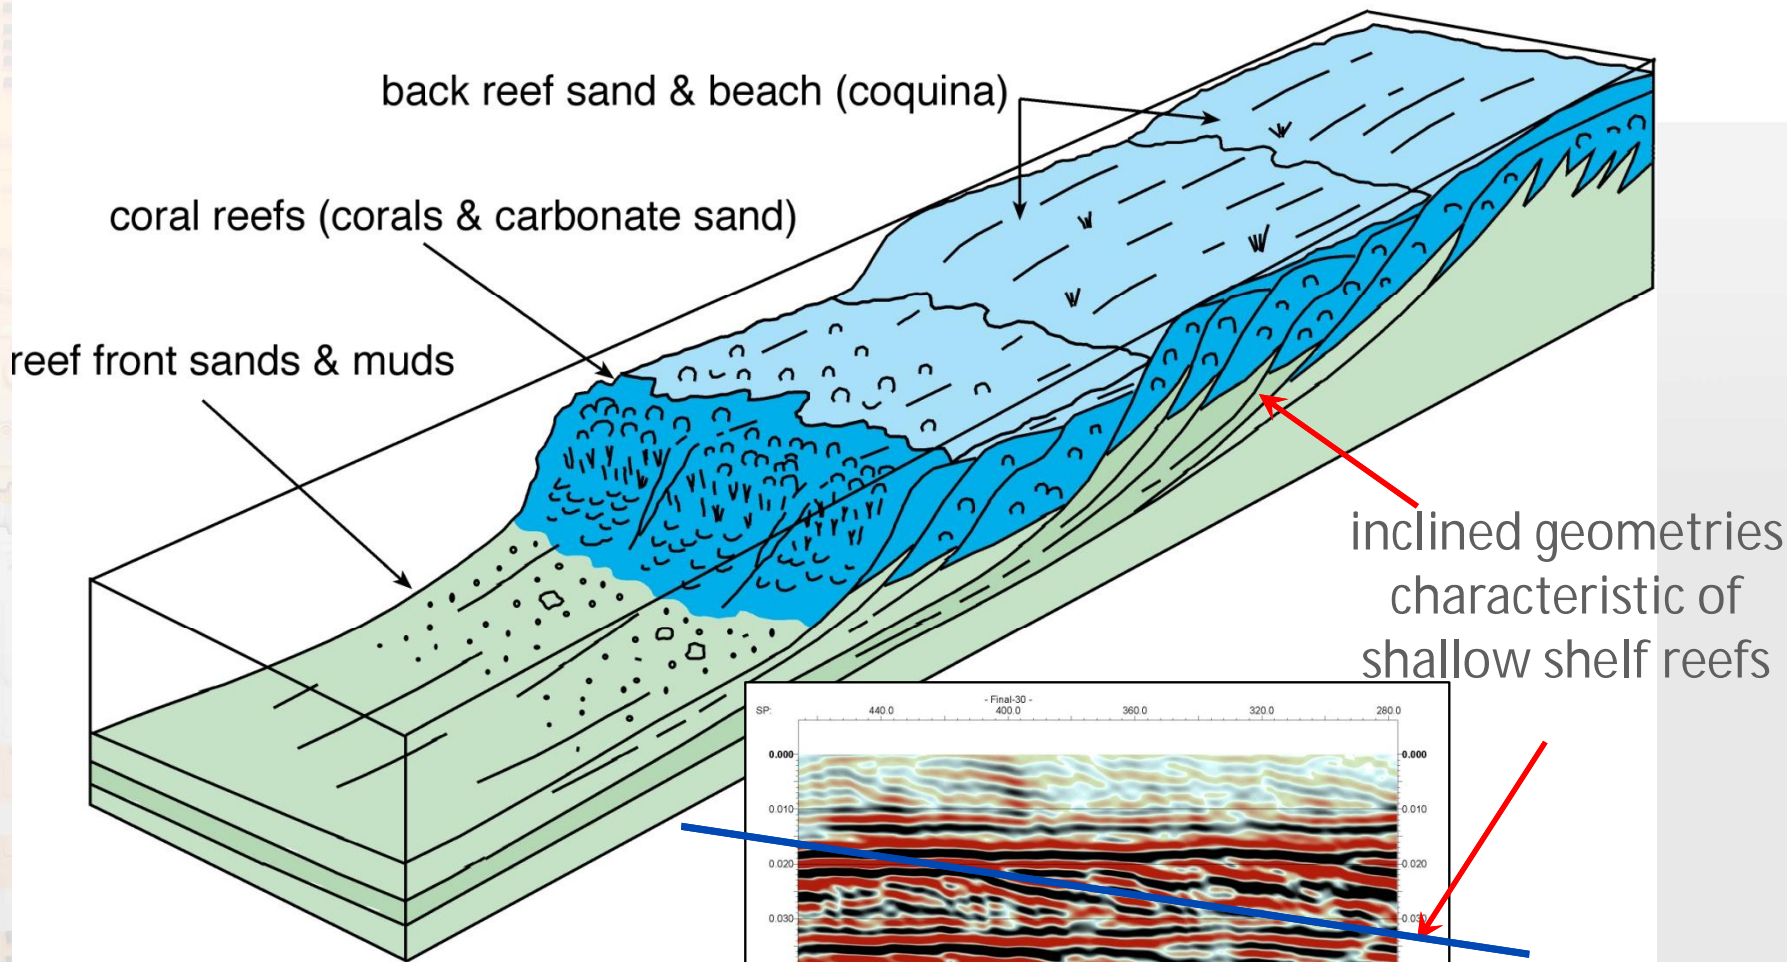 back reef sand & beach (coquina)
coral reefs (corals & carbonate sand)
reef front sands & muds
inclined geometries
characteristic of
shallow shelf reefs
- Final-30 -
SP: 440.0 400.0 360.0 320.0 280.0
0.000 0.000
0.010 0.010
0.020 0.020
0.030 0.030